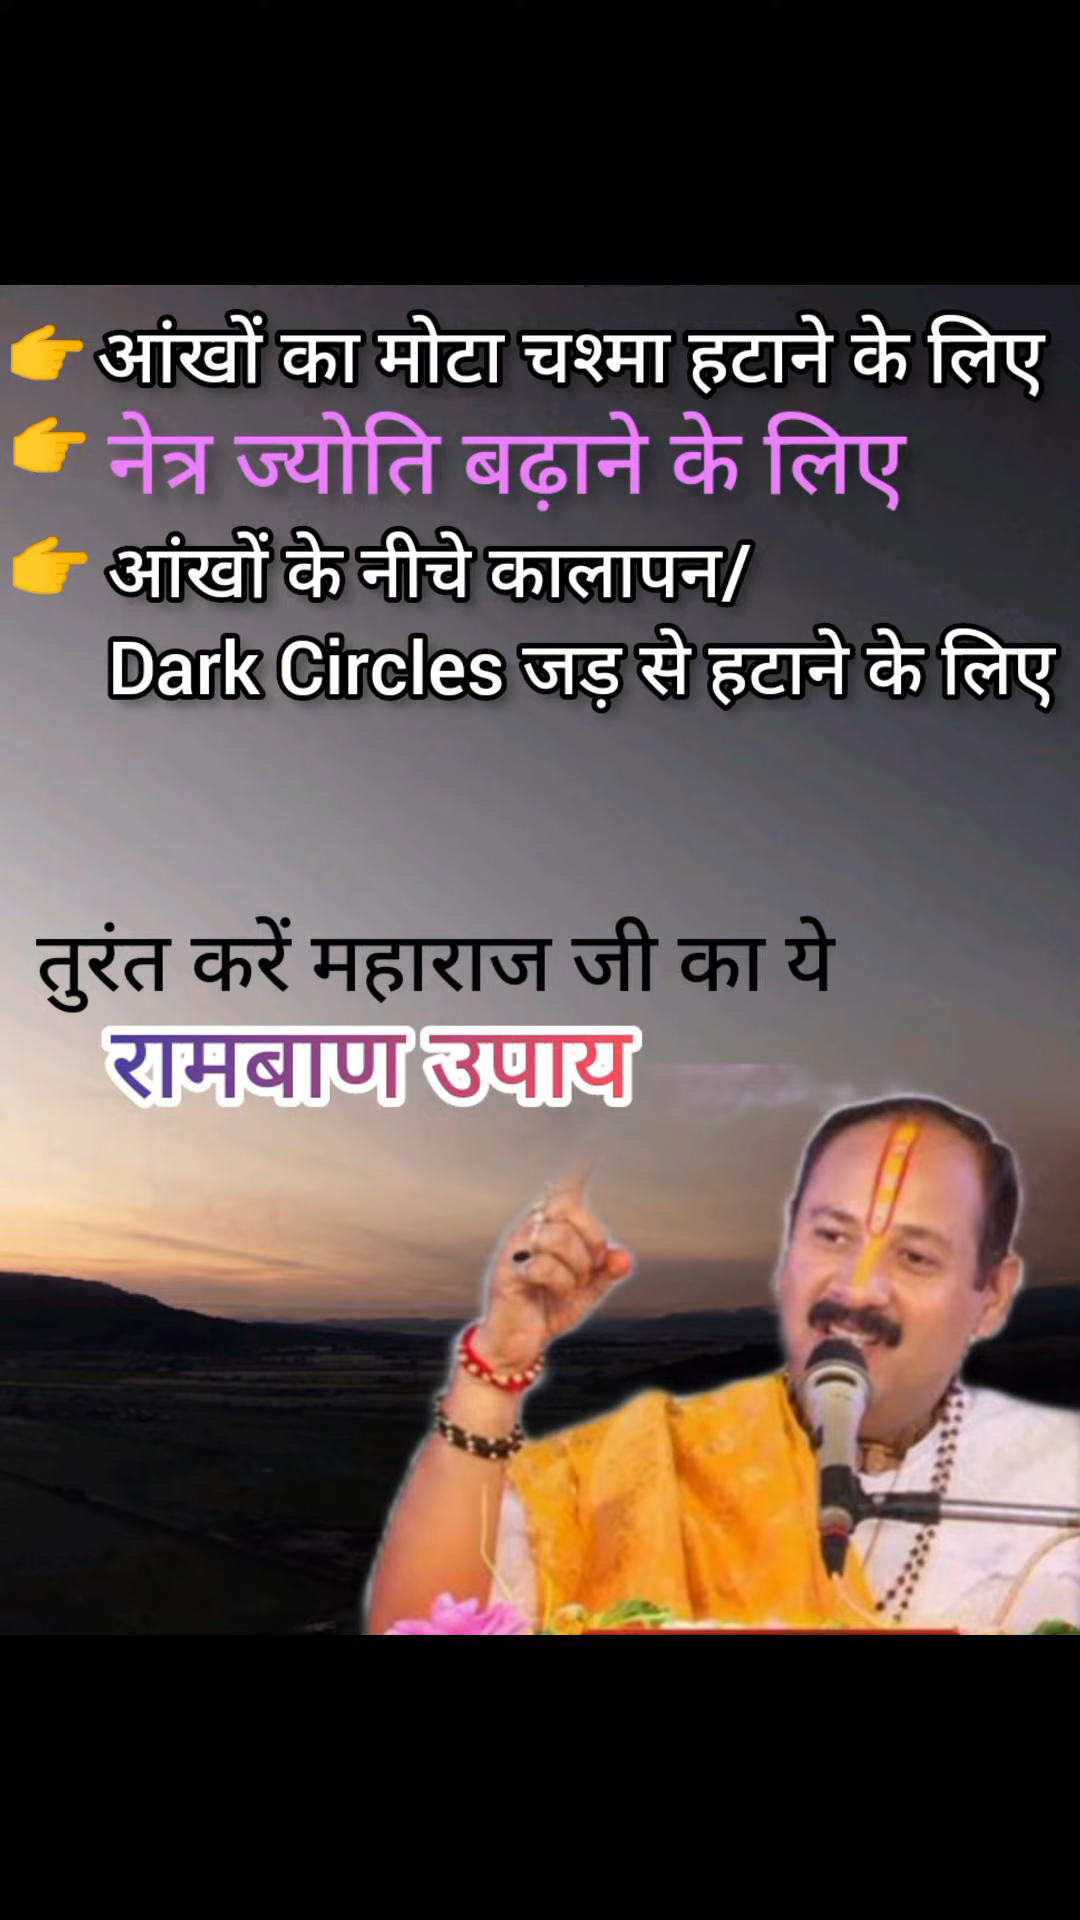 👉 आंखों का मोटा चश्मा हटाने के लिए
👉 नेत्र ज्योति बढ़ाने के लिए
👉 आंखों के नीचे कालापन/
Dark Circles जड़ से हटाने के लिए
तुरंत करें महाराज जी का ये
रामबाण उपाय